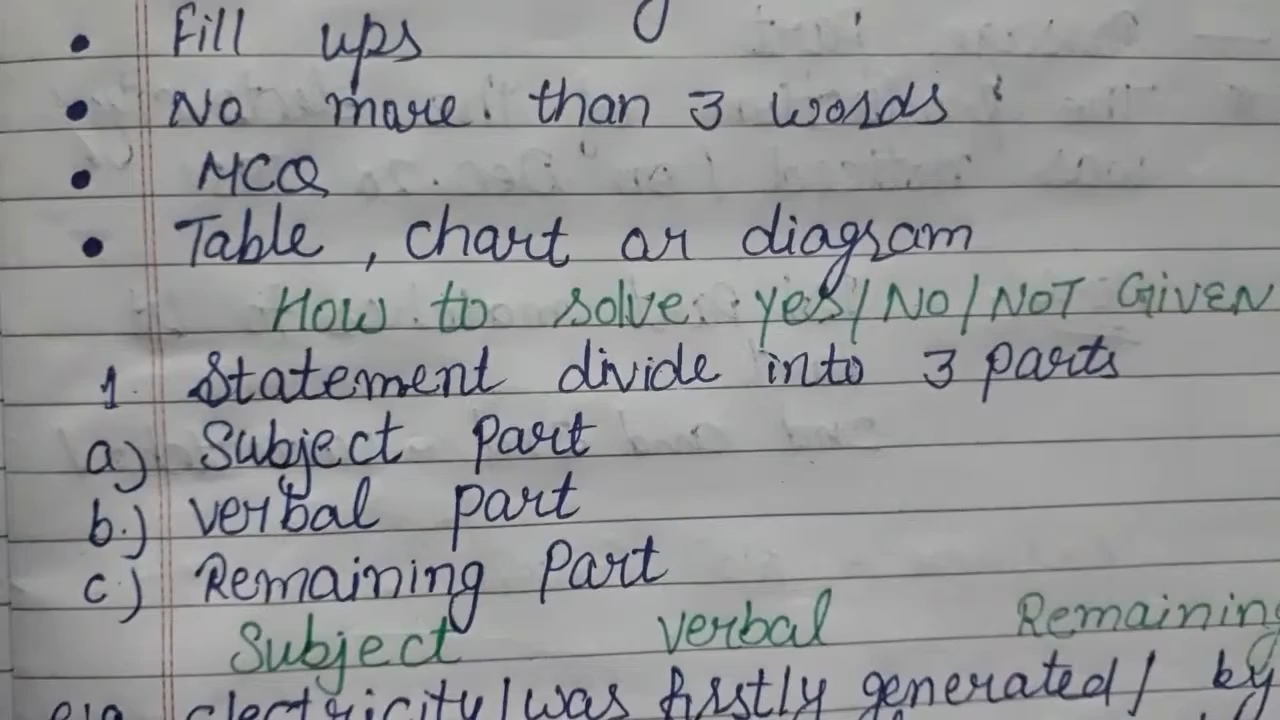 • Fill ups
• No more than 3 words
• MCQ
• Table, chart or diagram
How to solve: yes/NO/NOT GiVEN
1. Statement divide into 3 parts
a) Subject part
b.) verbal part
c.) Remaining Part
Subject verbal Remaining
electricity/was firstly generated/ by